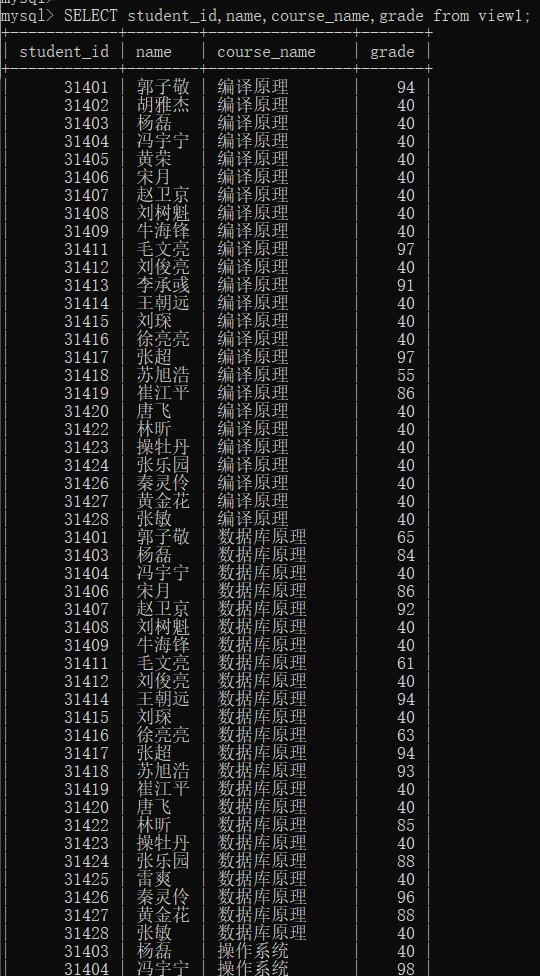 mysql>
mysql> SELECT student_id,name,course_name,grade from view1;
+------------+--------+--------------+-------+
| student_id | name | course_name | grade |
+------------+--------+--------------+-------+
| 31401 | 郭子敬 | 编译原理 | 94 |
| 31402 | 胡雅杰 | 编译原理 | 40 |
| 31403 | 杨磊 | 编译原理 | 40 |
| 31404 | 冯宇宁 | 编译原理 | 40 |
| 31405 | 黄荣 | 编译原理 | 40 |
| 31406 | 宋月 | 编译原理 | 40 |
| 31407 | 赵卫京 | 编译原理 | 40 |
| 31408 | 刘树魁 | 编译原理 | 40 |
| 31409 | 牛海锋 | 编译原理 | 40 |
| 31411 | 毛文亮 | 编译原理 | 97 |
| 31412 | 刘俊亮 | 编译原理 | 40 |
| 31413 | 李承彧 | 编译原理 | 91 |
| 31414 | 王朝远 | 编译原理 | 40 |
| 31415 | 刘琛 | 编译原理 | 40 |
| 31416 | 徐亮亮 | 编译原理 | 40 |
| 31417 | 张超 | 编译原理 | 97 |
| 31418 | 苏旭浩 | 编译原理 | 55 |
| 31419 | 崔江平 | 编译原理 | 86 |
| 31420 | 唐飞 | 编译原理 | 40 |
| 31422 | 林昕 | 编译原理 | 40 |
| 31423 | 操牡丹 | 编译原理 | 40 |
| 31424 | 张乐园 | 编译原理 | 40 |
| 31426 | 秦灵伶 | 编译原理 | 40 |
| 31427 | 黄金花 | 编译原理 | 40 |
| 31428 | 张敏 | 编译原理 | 40 |
| 31401 | 郭子敬 | 数据库原理 | 65 |
| 31403 | 杨磊 | 数据库原理 | 84 |
| 31404 | 冯宇宁 | 数据库原理 | 40 |
| 31406 | 宋月 | 数据库原理 | 86 |
| 31407 | 赵卫京 | 数据库原理 | 92 |
| 31408 | 刘树魁 | 数据库原理 | 40 |
| 31409 | 牛海锋 | 数据库原理 | 40 |
| 31411 | 毛文亮 | 数据库原理 | 61 |
| 31412 | 刘俊亮 | 数据库原理 | 40 |
| 31414 | 王朝远 | 数据库原理 | 94 |
| 31415 | 刘琛 | 数据库原理 | 40 |
| 31416 | 徐亮亮 | 数据库原理 | 63 |
| 31417 | 张超 | 数据库原理 | 94 |
| 31418 | 苏旭浩 | 数据库原理 | 93 |
| 31419 | 崔江平 | 数据库原理 | 40 |
| 31420 | 唐飞 | 数据库原理 | 40 |
| 31422 | 林昕 | 数据库原理 | 85 |
| 31423 | 操牡丹 | 数据库原理 | 40 |
| 31424 | 张乐园 | 数据库原理 | 88 |
| 31425 | 雷爽 | 数据库原理 | 40 |
| 31426 | 秦灵伶 | 数据库原理 | 96 |
| 31427 | 黄金花 | 数据库原理 | 88 |
| 31428 | 张敏 | 数据库原理 | 40 |
| 31403 | 杨磊 | 操作系统 | 40 |
| 31404 | 冯宇宁 | 操作系统 | 98 |